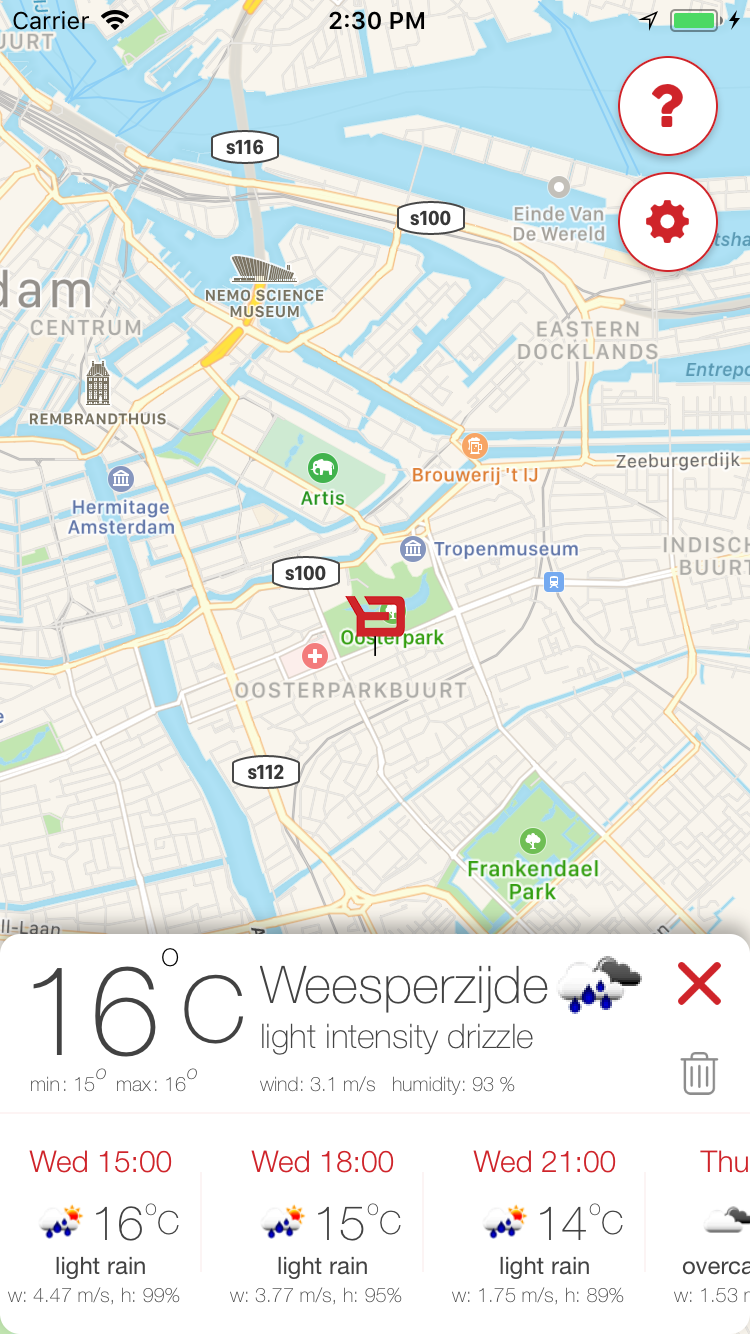 Carrier 2:30 PM
s116
s100
Einde Van
De Wereld
dam
NEMO SCIENCE
MUSEUM
CENTRUM
EASTERN
DOCKLANDS
Entrepo
REMBRANDTHUIS
Brouwerij 't IJ
Zeeburgerdijk
Artis
Hermitage
Amsterdam
Tropenmuseum
INDISCH
BUURT
s100
Oosterpark
OOSTERPARKBUURT
s112
Frankendael
Park
ll-Laan
16°C
Weesperzijde
light intensity drizzle
min: 15° max: 16° wind: 3.1 m/s humidity: 93 %
Wed 15:00 Wed 18:00 Wed 21:00 Thu
16°C 15°C 14°C
light rain light rain light rain overca
w: 4.47 m/s, h: 99% w: 3.77 m/s, h: 95% w: 1.75 m/s, h: 89% w: 1.53 m